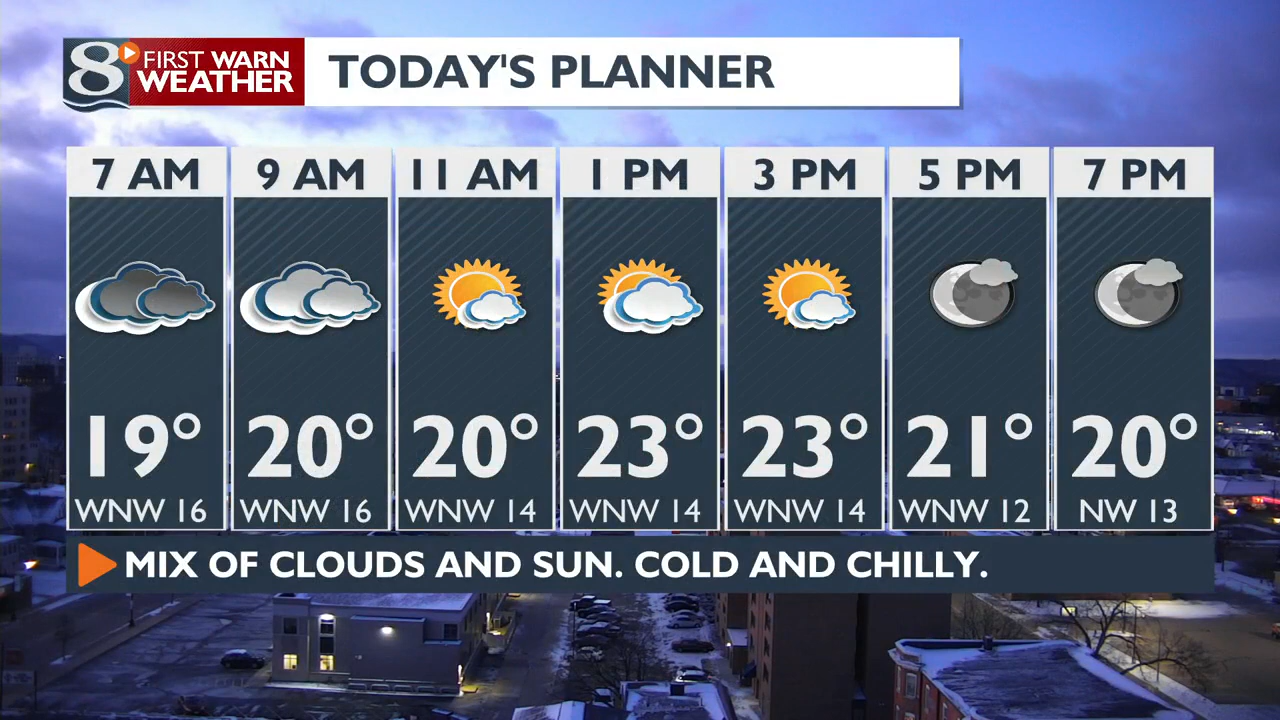 8 FIRST WARN
WEATHER
TODAY'S PLANNER
7 AM 9 AM 11 AM 1 PM 3 PM 5 PM 7 PM
19° 20° 20° 23° 23° 21° 20°
WNW 16 WNW 16 WNW 14 WNW 14 WNW 14 WNW 12 NW 13
MIX OF CLOUDS AND SUN. COLD AND CHILLY.